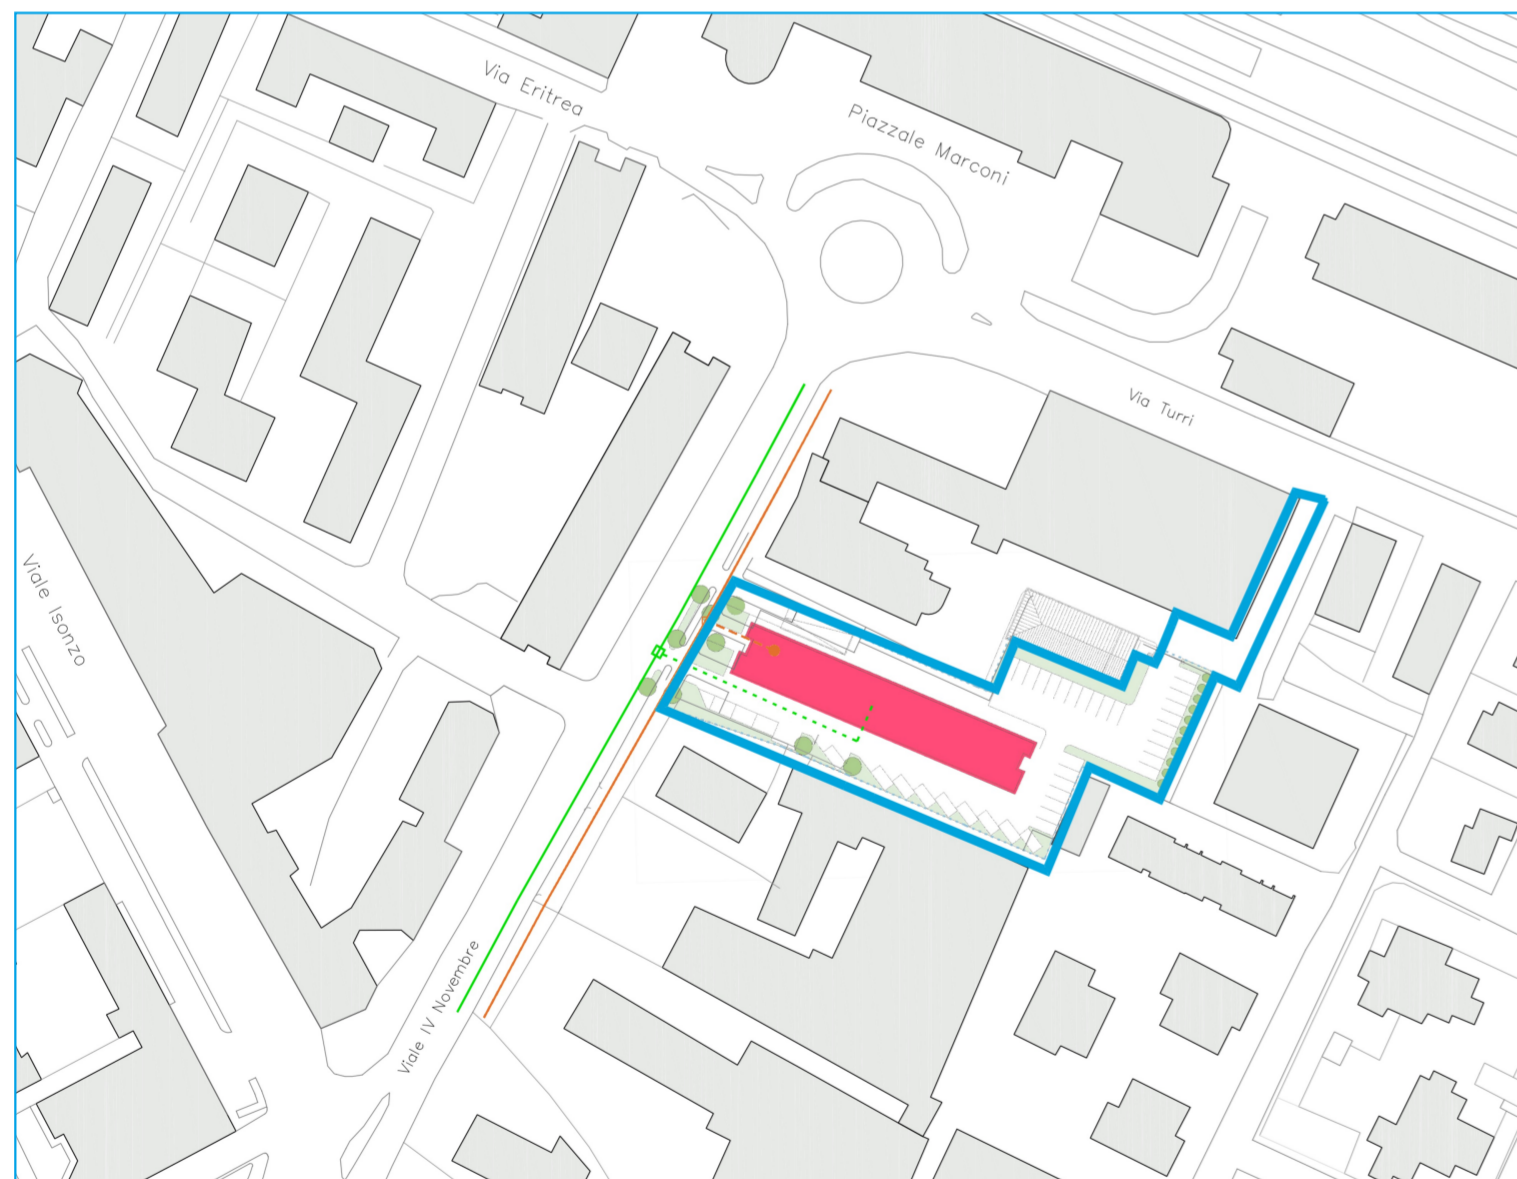 Via Eritrea
Piazzale Marconi
Via Turri
Viale Isonzo
Viale IV Novembre